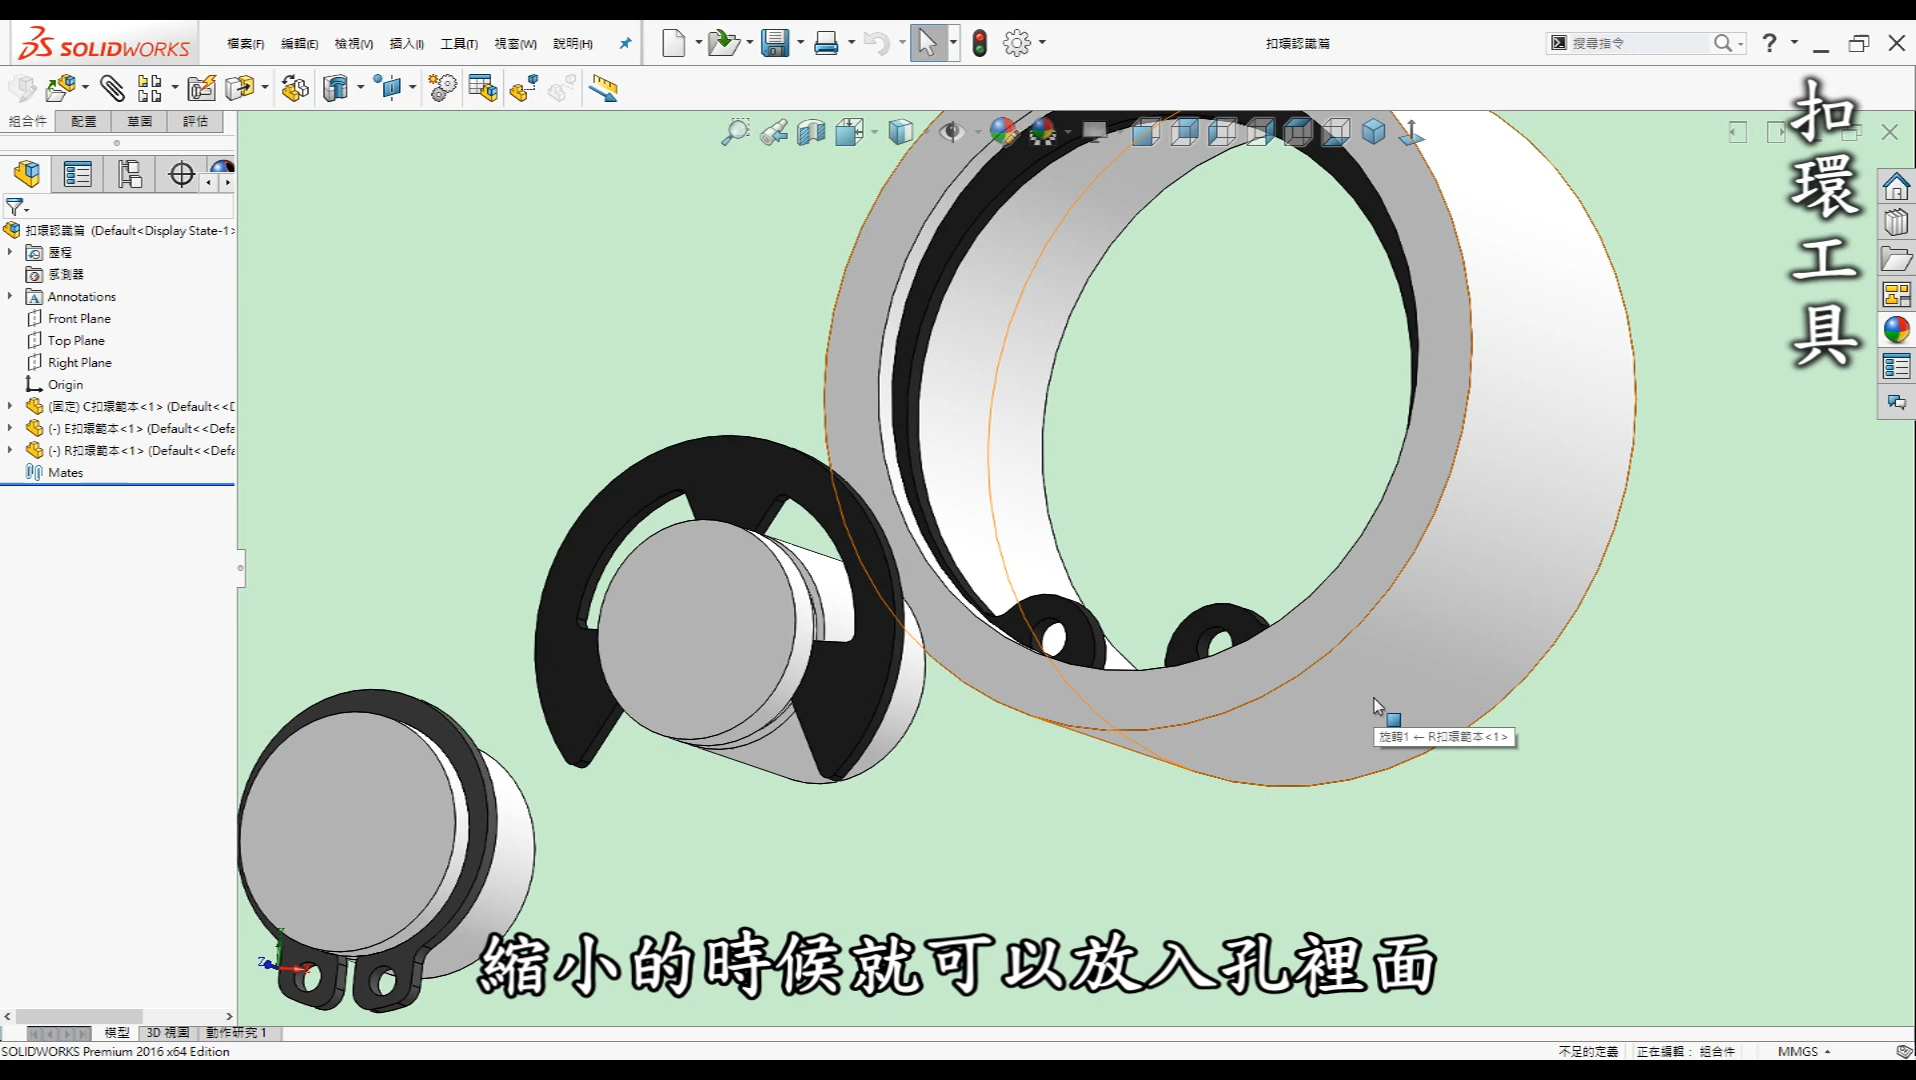 SOLIDWORKS
檔案(F) 編輯(E) 檢視(V) 插入(I) 工具(T) 視窗(W) 說明(H)
扣環認識篇
搜尋指令
組合件 配置 草圖 評估
扣環認識篇 (Default<Display State-1>
歷程
感測器
Annotations
Front Plane
Top Plane
Right Plane
Origin
(固定) C扣環範本<1> (Default<<D
(-) E扣環範本<1> (Default<<Defa
(-) R扣環範本<1> (Default<<Defa
Mates
扣環工具
旋轉1 ← R扣環範本<1>
縮小的時候就可以放入孔裡面
模型 3D 視圖 動作研究 1
SOLIDWORKS Premium 2016 x64 Edition
不足的定義 正在編輯： 組合件 MMGS